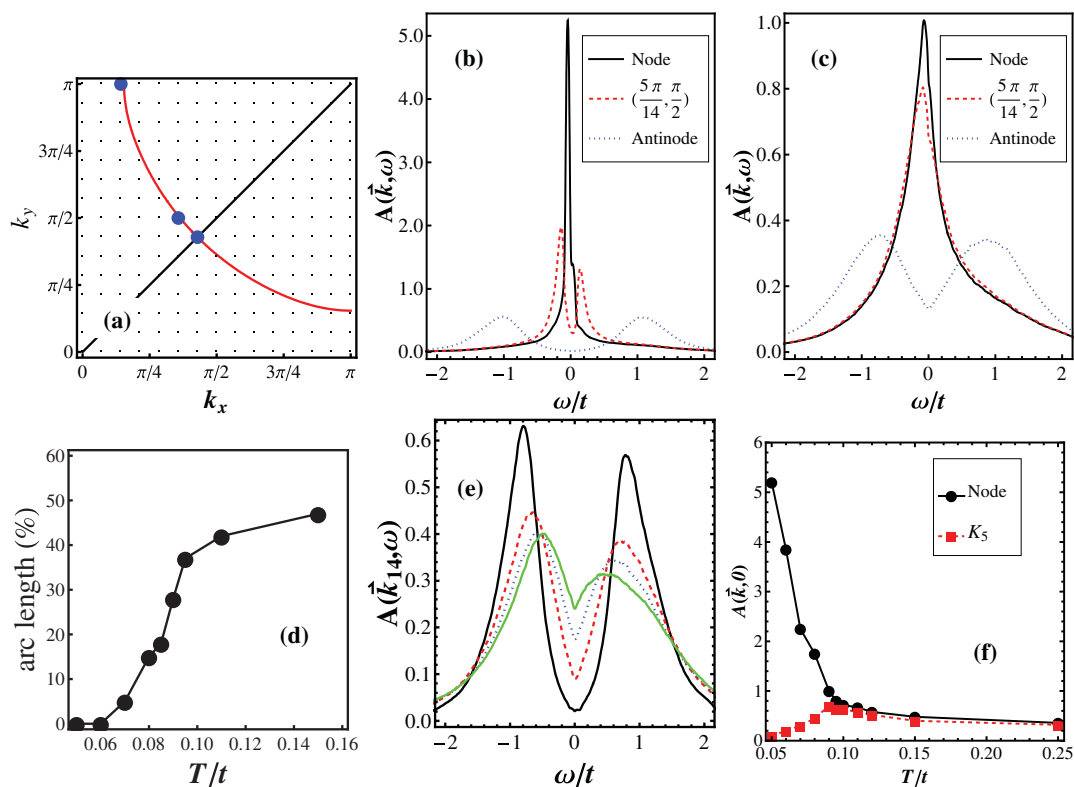 π
3π/4
π/2
π/4
0
k_y
(a)
0
π/4
π/2
3π/4
π
k_x
5.0
4.0
3.0
2.0
1.0
0.0
A(k⃗,ω)
(b)
Node
(5π/14, π/2)
Antinode
−2
−1
0
1
2
ω/t
1.0
0.8
0.6
0.4
0.2
0.0
A(k⃗,ω)
(c)
Node
(5π/14, π/2)
Antinode
−2
−1
0
1
2
ω/t
60
50
40
30
20
10
0
arc length (%)
(d)
0.06
0.08
0.10
0.12
0.14
0.16
T/t
0.6
0.5
0.4
0.3
0.2
0.1
0.0
A(k⃗₁₄,ω)
(e)
−2
−1
0
1
2
ω/t
6
5
4
3
2
1
0
A(k⃗,0)
Node
K₅
(f)
0.05
0.10
0.15
0.20
0.25
T/t